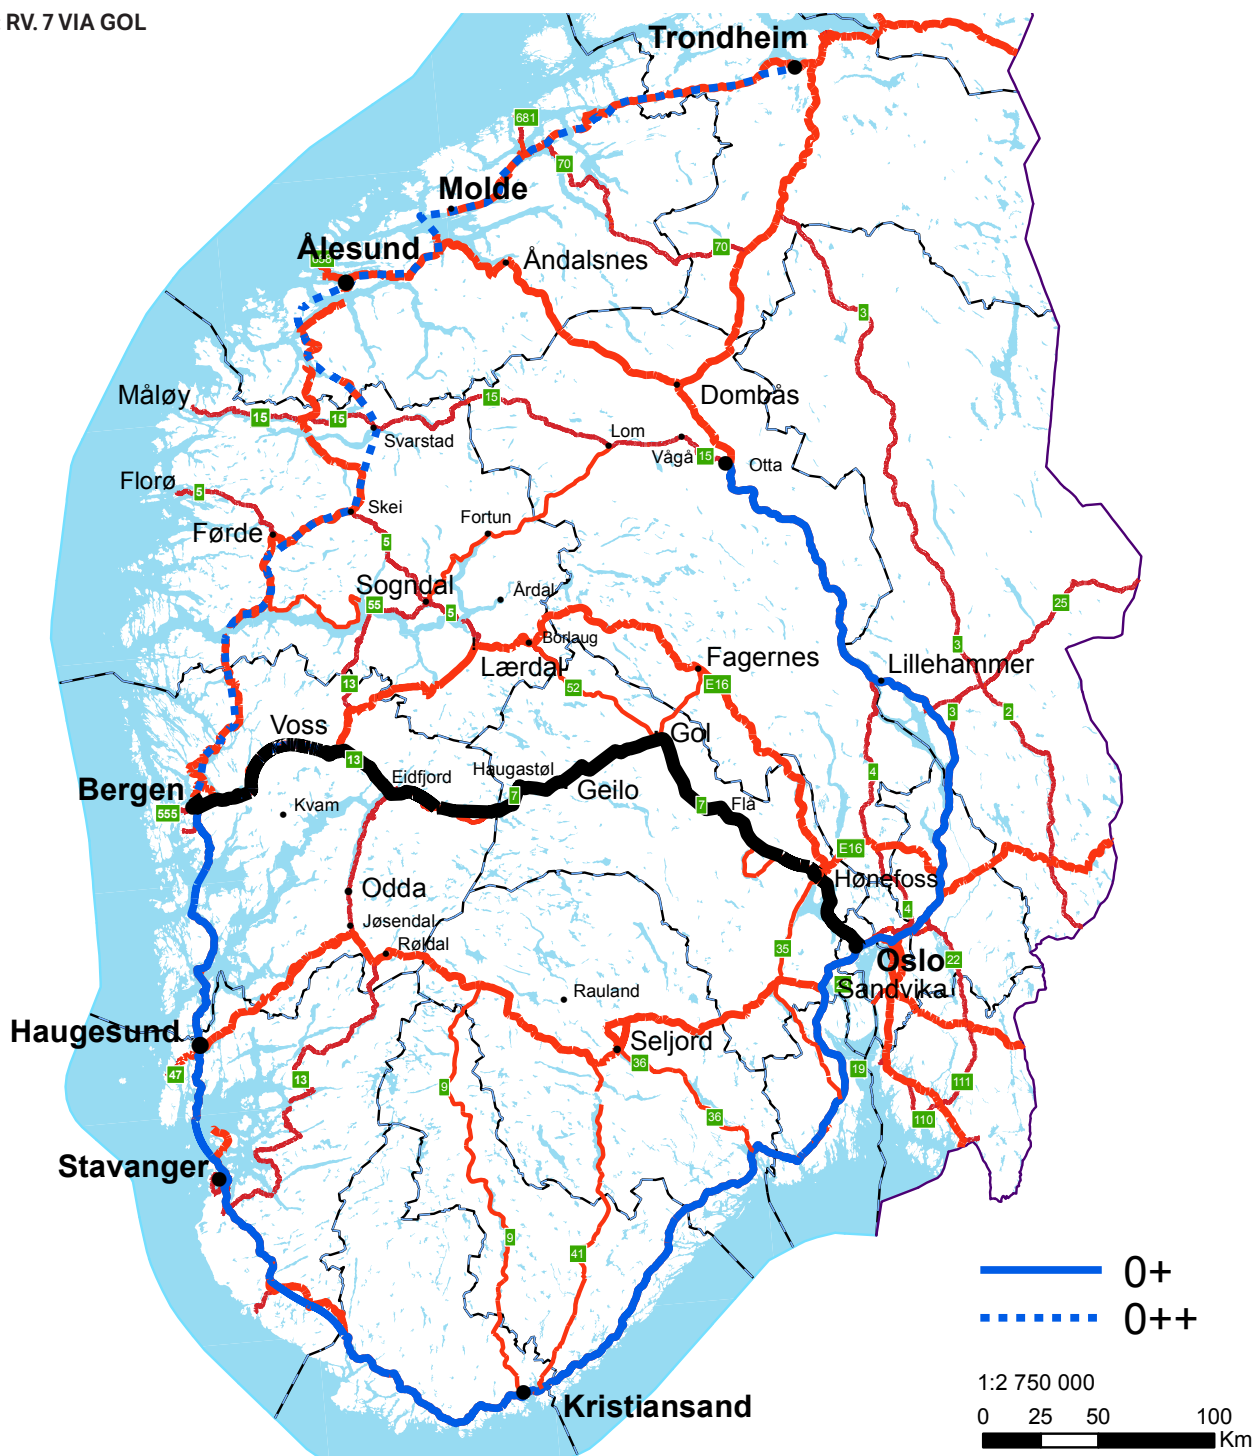 RV. 7 VIA GOL
Trondheim
681
70
Molde
Ålesund
Åndalsnes
70
3
Måløy
15
15
15
Dombås
Svarstad
Lom
Vågå
15
Otta
Florø
5
Skei
Fortun
Førde
5
Sogndal
55
5
Årdal
25
3
Borlaug
Lærdal
52
Fagernes
E16
Lillehammer
13
3
2
Voss
Gol
13
Eidfjord
Haugastøl
4
Bergen
555
Kvam
7
Geilo
7
Flå
E16
Hønefoss
Odda
Jøsendal
4
Røldal
35
Oslo
22
Sandvika
Rauland
Haugesund
Seljord
47
13
9
36
19
111
36
110
Stavanger
9
41
0+
0++
1:2 750 000
Kristiansand
0 25 50 100
Km